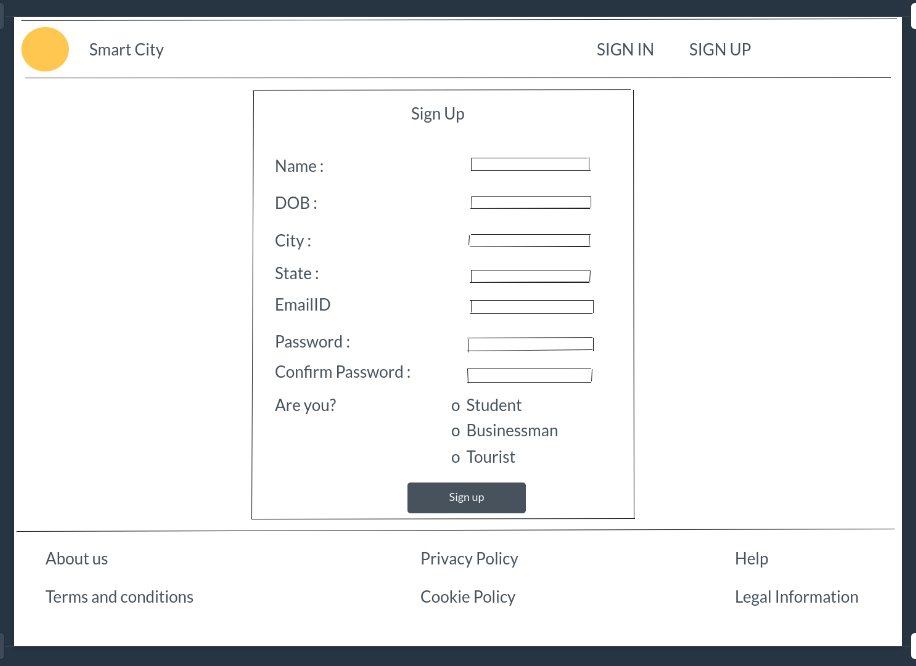 Smart City SIGN IN SIGN UP
Sign Up
Name :
DOB :
City :
State :
EmailID
Password :
Confirm Password :
Are you? o Student
o Businessman
o Tourist
Sign up
About us Privacy Policy Help
Terms and conditions Cookie Policy Legal Information